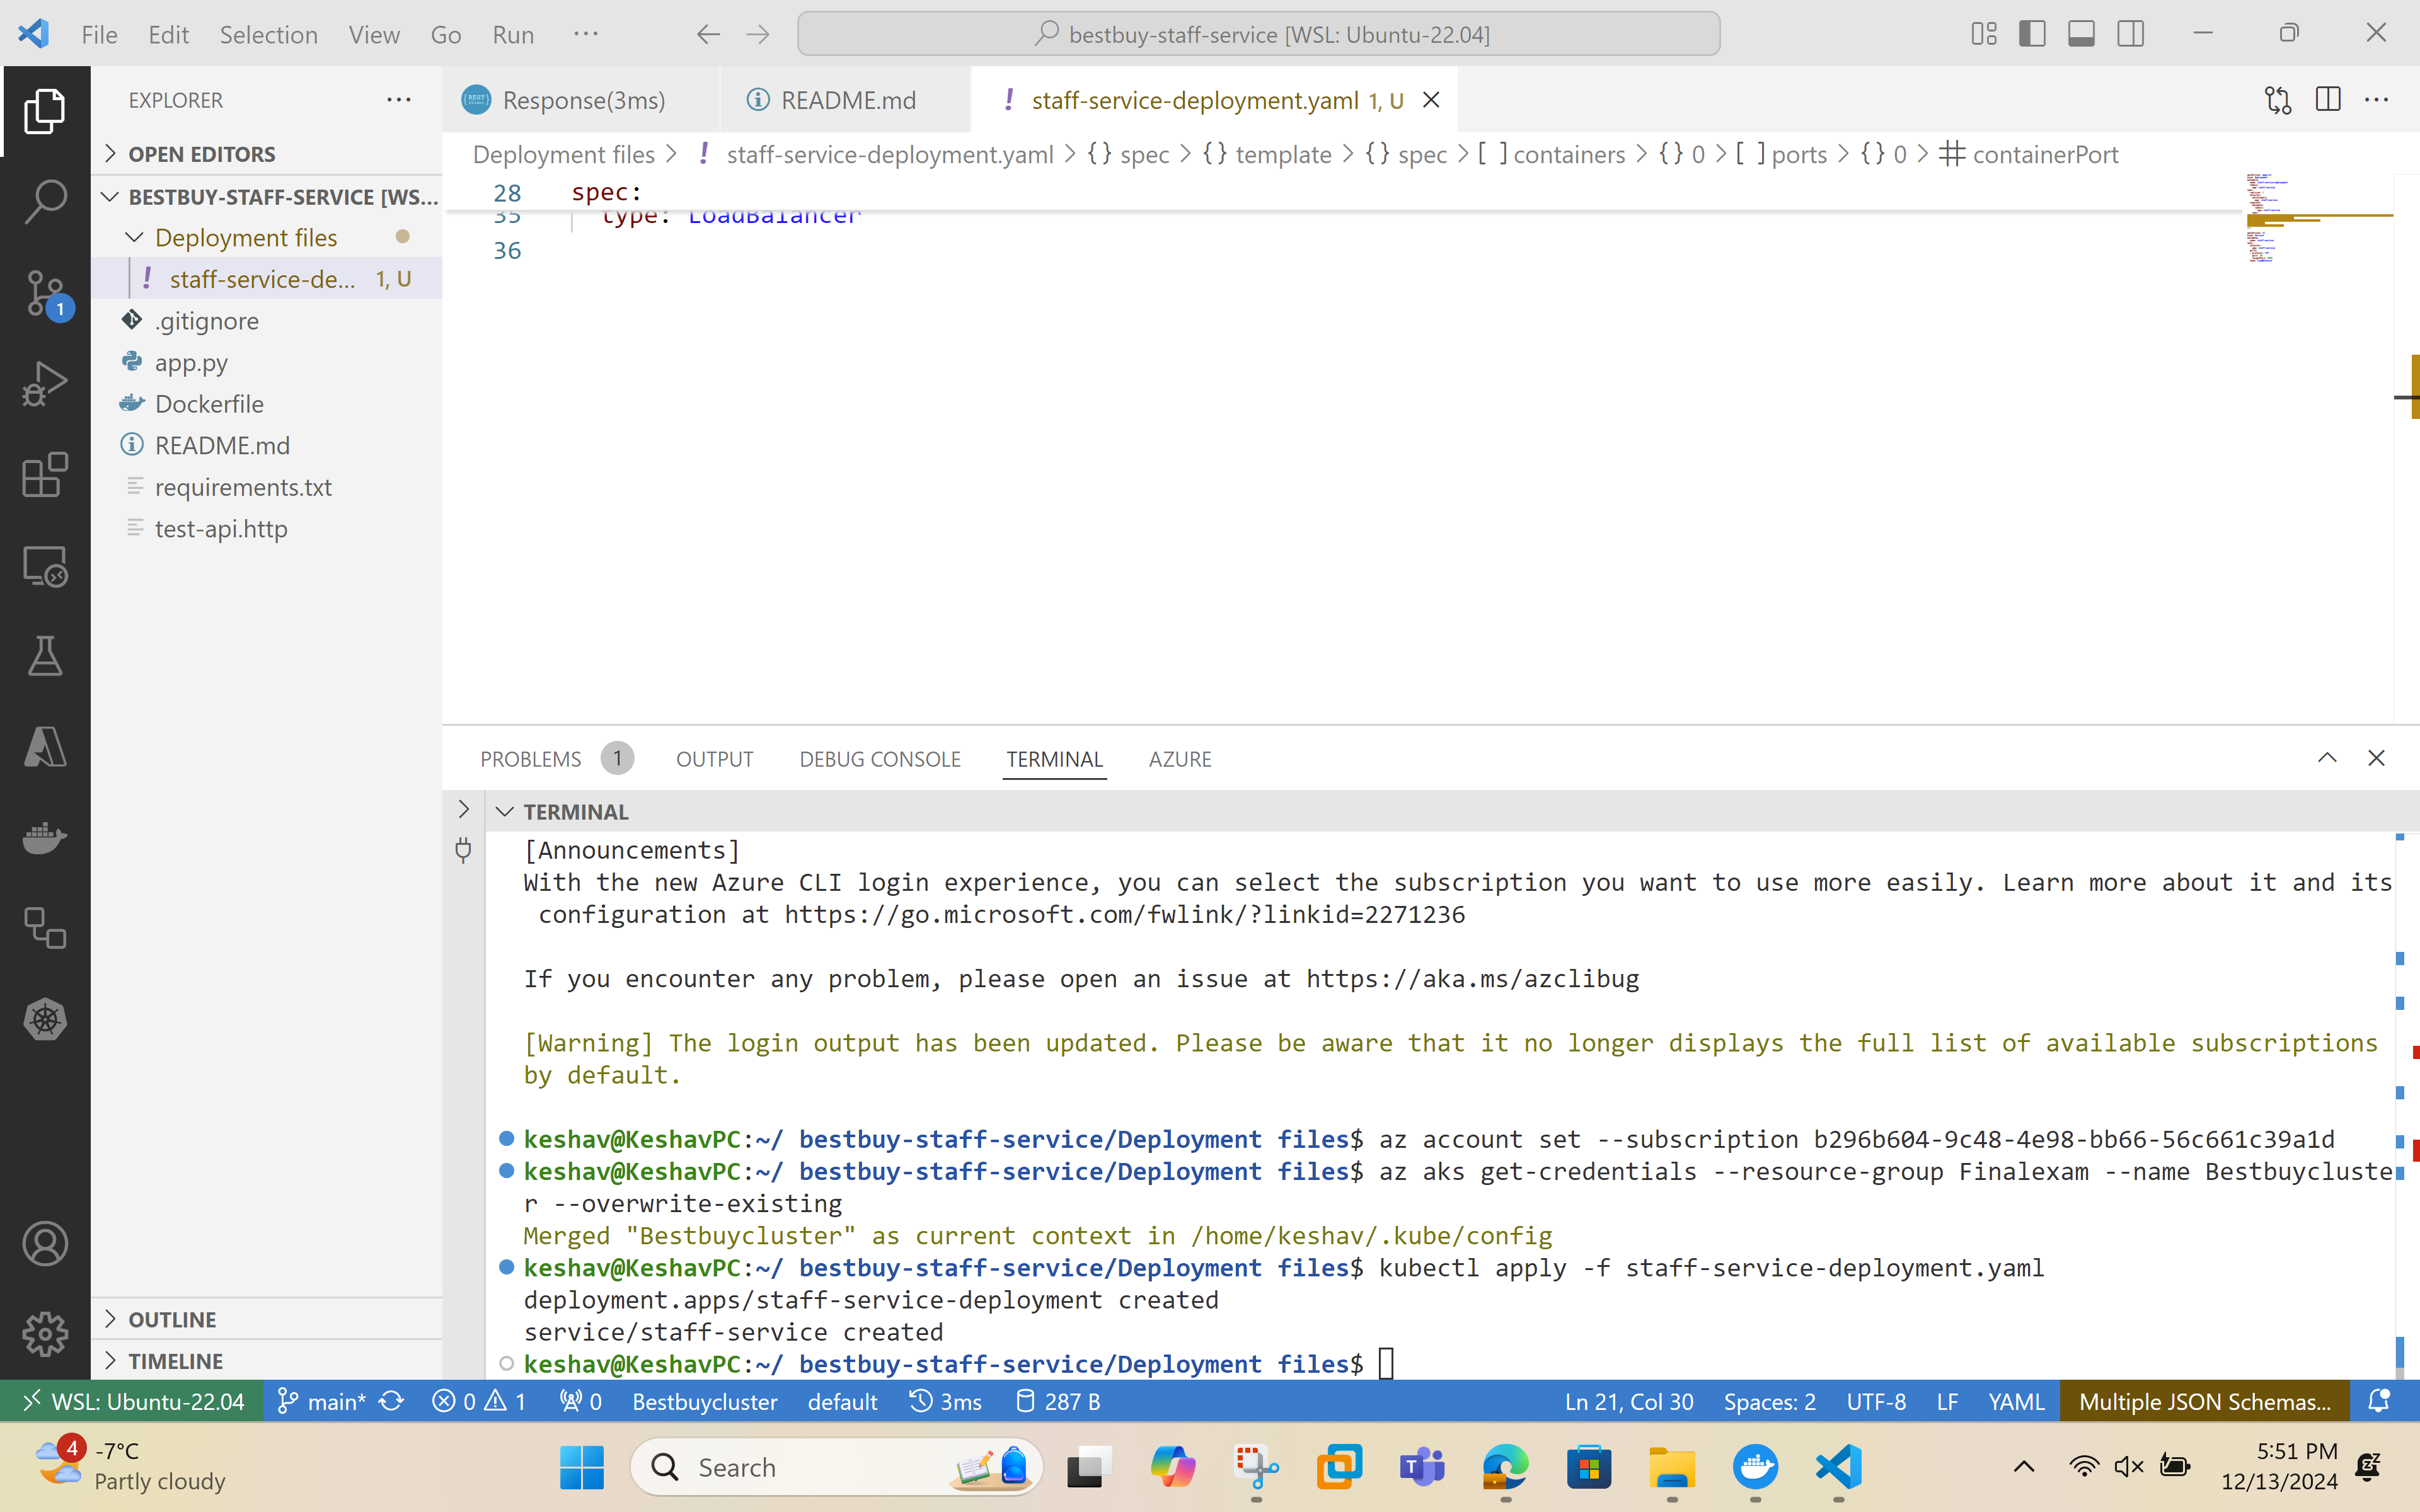 File Edit Selection View Go Run ··· bestbuy-staff-service [WSL: Ubuntu-22.04]
EXPLORER ···
OPEN EDITORS
BESTBUY-STAFF-SERVICE [WS...
Deployment files
! staff-service-de... 1, U
.gitignore
app.py
Dockerfile
README.md
requirements.txt
test-api.http
OUTLINE
TIMELINE
1
Response(3ms) README.md ! staff-service-deployment.yaml 1, U
Deployment files > ! staff-service-deployment.yaml > {} spec > {} template > {} spec > [ ] containers > {} 0 > [ ] ports > {} 0 > # containerPort
28 spec:
35 type: LoadBalancer
36
PROBLEMS 1 OUTPUT DEBUG CONSOLE TERMINAL AZURE
TERMINAL
[Announcements]
With the new Azure CLI login experience, you can select the subscription you want to use more easily. Learn more about it and its
configuration at https://go.microsoft.com/fwlink/?linkid=2271236
If you encounter any problem, please open an issue at https://aka.ms/azclibug
[Warning] The login output has been updated. Please be aware that it no longer displays the full list of available subscriptions
by default.
keshav@KeshavPC:~/ bestbuy-staff-service/Deployment files$ az account set --subscription b296b604-9c48-4e98-bb66-56c661c39a1d
keshav@KeshavPC:~/ bestbuy-staff-service/Deployment files$ az aks get-credentials --resource-group Finalexam --name Bestbuycluste
r --overwrite-existing
Merged "Bestbuycluster" as current context in /home/keshav/.kube/config
keshav@KeshavPC:~/ bestbuy-staff-service/Deployment files$ kubectl apply -f staff-service-deployment.yaml
deployment.apps/staff-service-deployment created
service/staff-service created
keshav@KeshavPC:~/ bestbuy-staff-service/Deployment files$
WSL: Ubuntu-22.04 main* 0 1 0 Bestbuycluster default 3ms 287 B Ln 21, Col 30 Spaces: 2 UTF-8 LF YAML Multiple JSON Schemas...
4 -7°C
Partly cloudy
Search
5:51 PM
12/13/2024